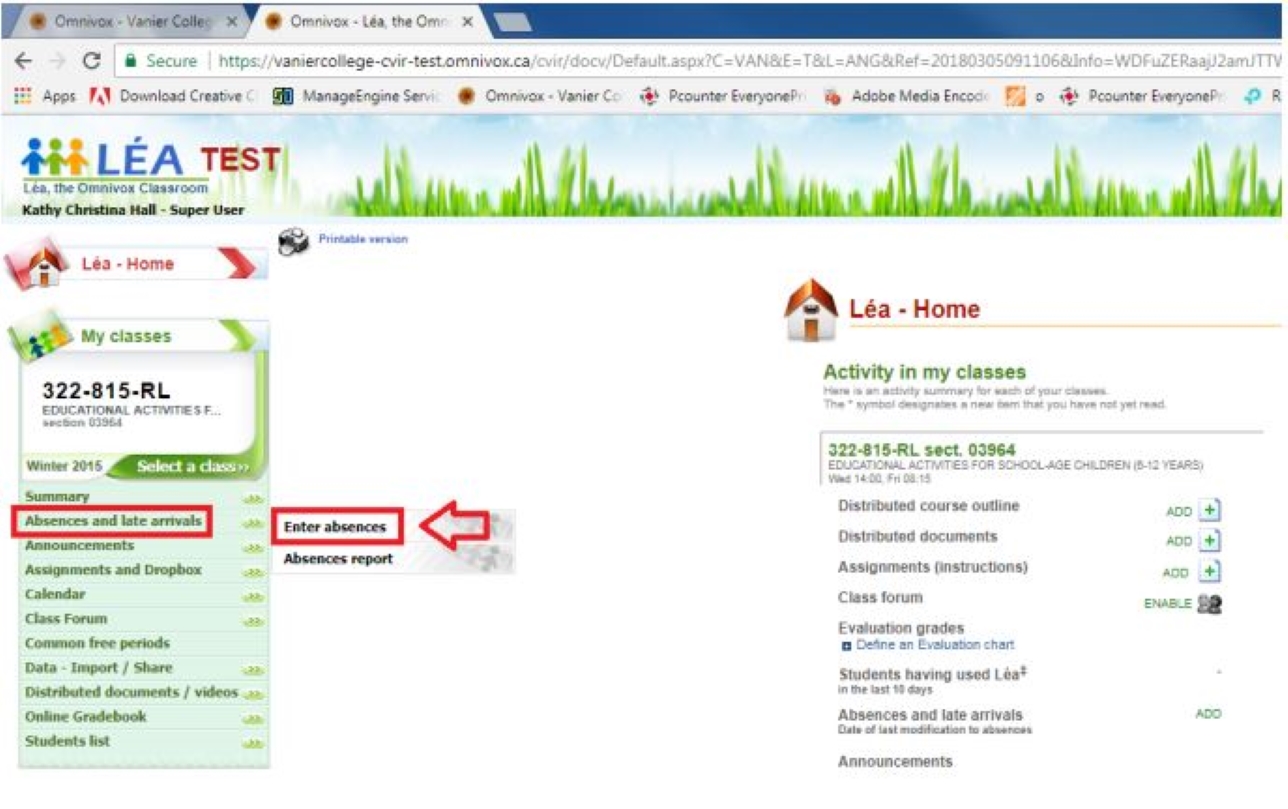 Omnivox - Vanier Colleg
Omnivox - Léa, the Omni
Secure | https://vaniercollege-cvir-test.omnivox.ca/cvir/docv/Default.aspx?C=VAN&E=T&L=ANG&Ref=20180305091106&Info=WDFuZERaajJ2amJTTV
Apps Download Creative C ManageEngine Servic Omnivox - Vanier Co Pcounter EveryonePri Adobe Media Encode o Pcounter EveryonePri R
LÉA TEST
Léa, the Omnivox Classroom
Kathy Christina Hall - Super User
Printable version
Léa - Home
My classes
322-815-RL
EDUCATIONAL ACTIVITIES F...
section 03964
Winter 2015 Select a class
Summary
Absences and late arrivals
Announcements
Assignments and Dropbox
Calendar
Class Forum
Common free periods
Data - Import / Share
Distributed documents / videos
Online Gradebook
Students list
Enter absences
Absences report
Léa - Home
Activity in my classes
Here is an activity summary for each of your classes.
The * symbol designates a new item that you have not yet read.
322-815-RL sect. 03964
EDUCATIONAL ACTIVITIES FOR SCHOOL-AGE CHILDREN (6-12 YEARS)
Wed 14:00, Fri 08:15
Distributed course outline ADD
Distributed documents ADD
Assignments (instructions) ADD
Class forum ENABLE
Evaluation grades
Define an Evaluation chart
Students having used Léa‡ -
in the last 10 days
Absences and late arrivals ADD
Date of last modification to absences
Announcements